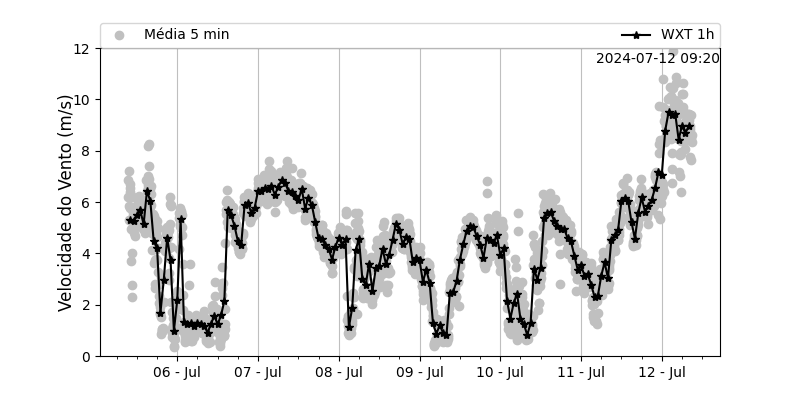 Média 5 min
WXT 1h
2024-07-12 09:20
Velocidade do Vento (m/s)
12
10
8
6
4
2
0
06 - Jul
07 - Jul
08 - Jul
09 - Jul
10 - Jul
11 - Jul
12 - Jul